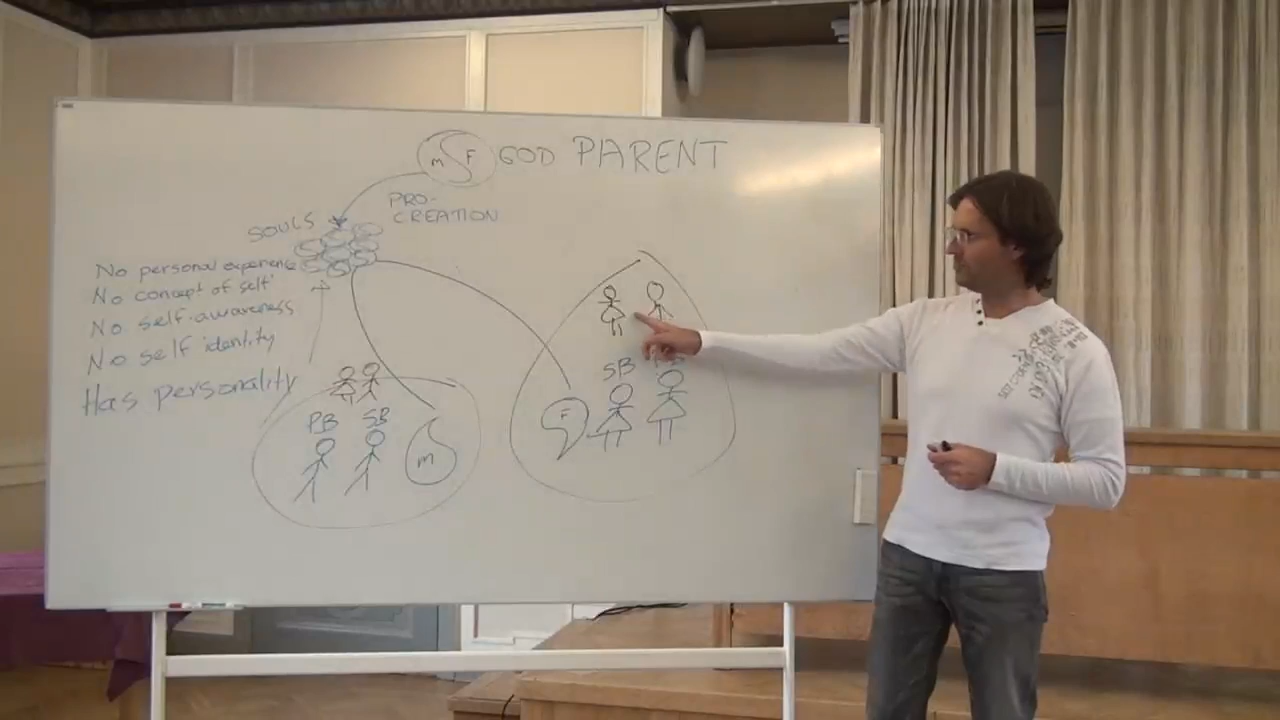 m F GOD PARENT
PRO-
CREATION
SOULS
No personal experience
No concept of self
No self-awareness
No self identity
Has personality
SB
PB SB
F
m